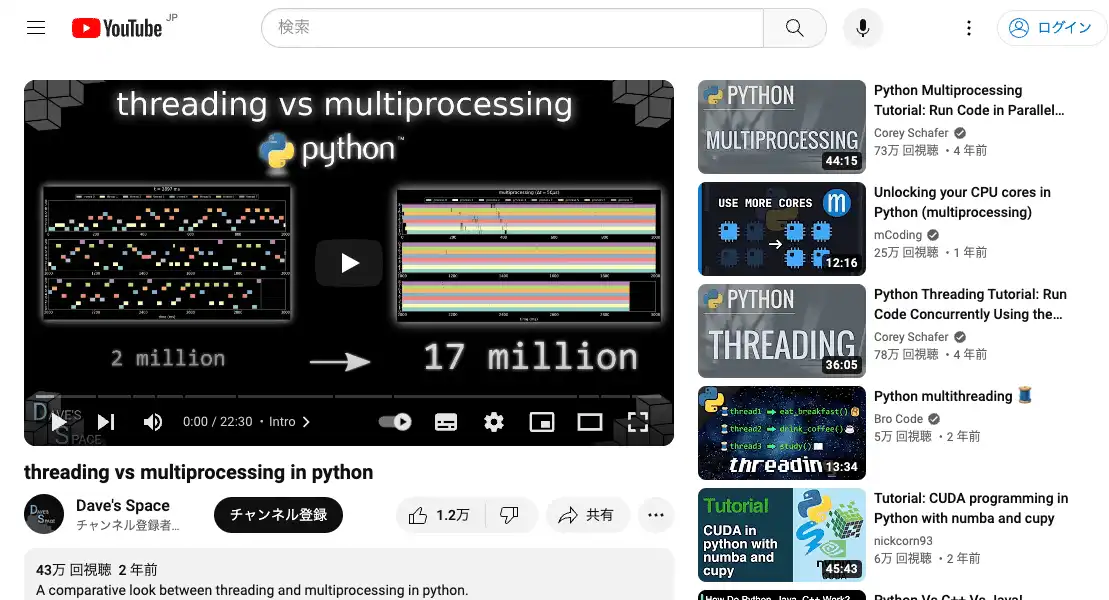 YouTube JP
検索
ログイン
threading vs multiprocessing
python™
t = 2897 ms
multiprocessing (Δt = 50μs)
time (ms)
time (ms)
2 million
17 million
DAVE'S
SPACE
0:00 / 22:30 • Intro
threading vs multiprocessing in python
Dave's Space
チャンネル登録者...
チャンネル登録
1.2万
共有
43万 回視聴 2 年前
A comparative look between threading and multiprocessing in python.
PYTHON
MULTIPROCESSING
44:15
Python Multiprocessing
Tutorial: Run Code in Parallel...
Corey Schafer
73万 回視聴 • 4 年前
USE MORE CORES
m
12:16
Unlocking your CPU cores in
Python (multiprocessing)
mCoding
25万 回視聴 • 1 年前
PYTHON
THREADING
36:05
Python Threading Tutorial: Run
Code Concurrently Using the...
Corey Schafer
78万 回視聴 • 4 年前
thread1 eat_breakfast()
thread2 drink_coffee()
thread3 study()
threadin
13:34
Python multithreading 🧵
Bro Code
5万 回視聴 • 2 年前
Tutorial
CUDA in
python with
numba and
cupy
45:43
Tutorial: CUDA programming in
Python with numba and cupy
nickcorn93
6万 回視聴 • 2 年前
How Do Python, Java, C++ Work?
Python Vs C++ Vs Java!